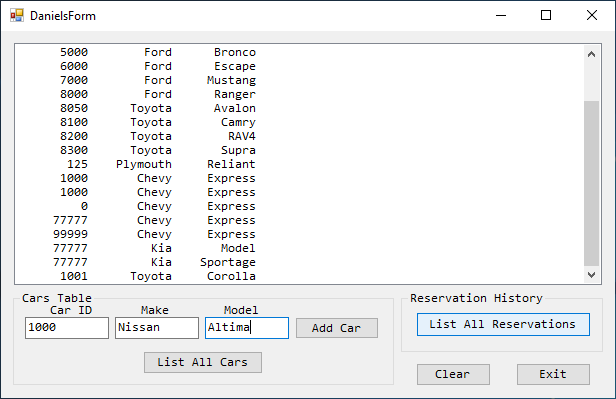 DanielsForm
5000 Ford Bronco
6000 Ford Escape
7000 Ford Mustang
8000 Ford Ranger
8050 Toyota Avalon
8100 Toyota Camry
8200 Toyota RAV4
8300 Toyota Supra
125 Plymouth Reliant
1000 Chevy Express
1000 Chevy Express
0 Chevy Express
77777 Chevy Express
99999 Chevy Express
77777 Kia Model
77777 Kia Sportage
1001 Toyota Corolla
Cars Table
Car ID Make Model
1000 Nissan Altima Add Car
List All Cars
Reservation History
List All Reservations
Clear Exit